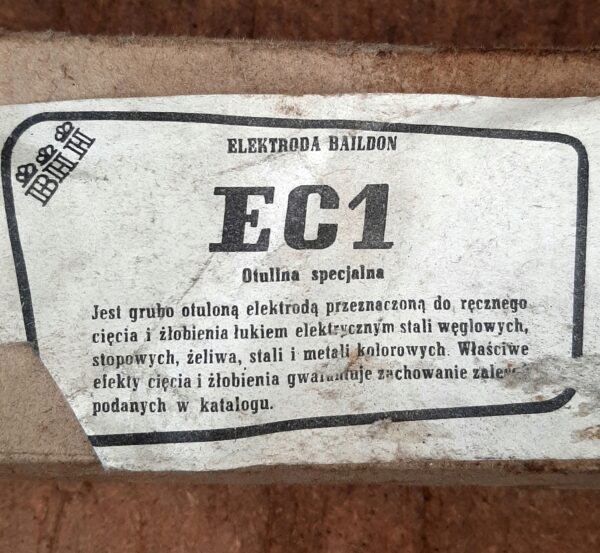 BHH
ELEKTRODA BAILDON
EC1
Otulina specjalna
Jest grubo otuloną elektrodą przeznaczoną do ręcznego
cięcia i żłobienia łukiem elektrycznym stali węglowych,
stopowych, żeliwa, stali i metali kolorowych. Właściwe
efekty cięcia i żłobienia gwarantuje zachowanie
podanych w katalogu.